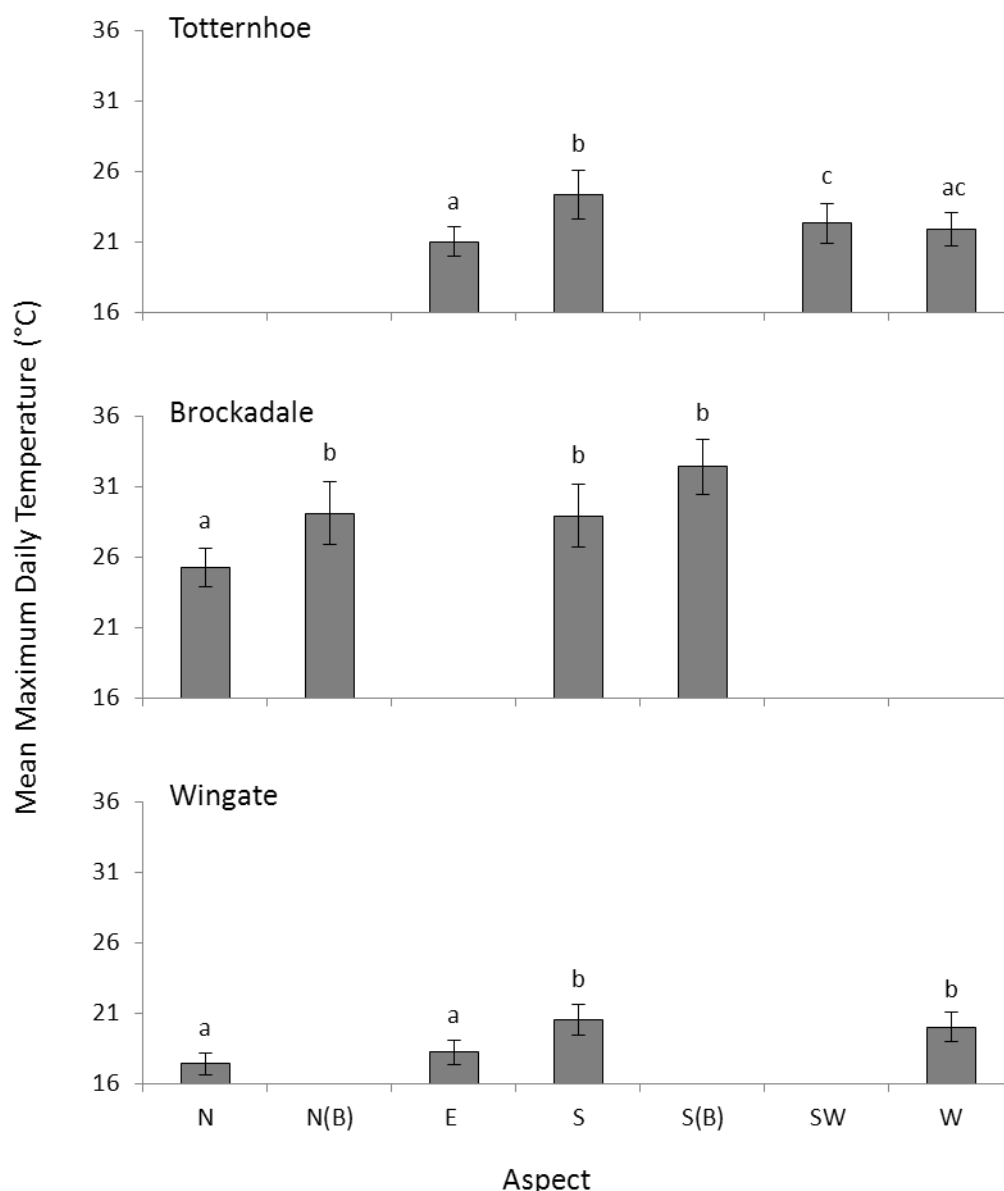 Mean Maximum Daily Temperature (°C)
Totternhoe
36
31
26
21
16
a
b
c
ac
Brockadale
36
31
26
21
16
a
b
b
b
Wingate
36
31
26
21
16
a
a
b
b
N N(B) E S S(B) SW W
Aspect